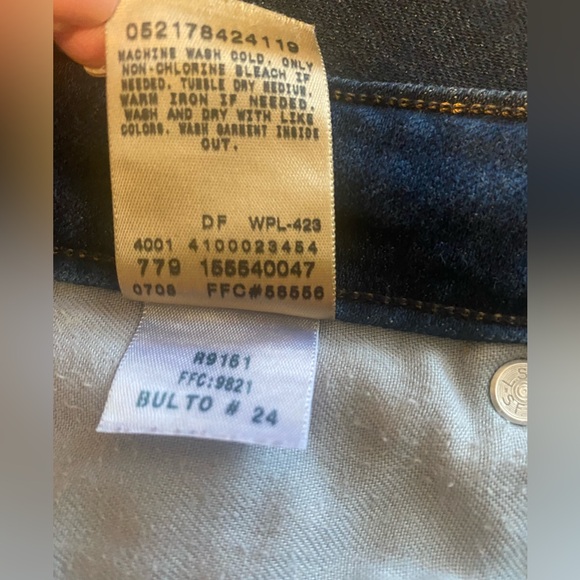 052178424119
MACHINE WASH COLD. ONLY
NON-CHLORINE BLEACH IF
NEEDED. TUMBLE DRY MEDIUM.
WARM IRON IF NEEDED.
WASH AND DRY WITH LIKE
COLORS. WASH GARMENT INSIDE
OUT.
DF WPL-423
4001 4100023454
779 155540047
0708 FFC#56556
R9161
FFC:9821
BULTO # 24